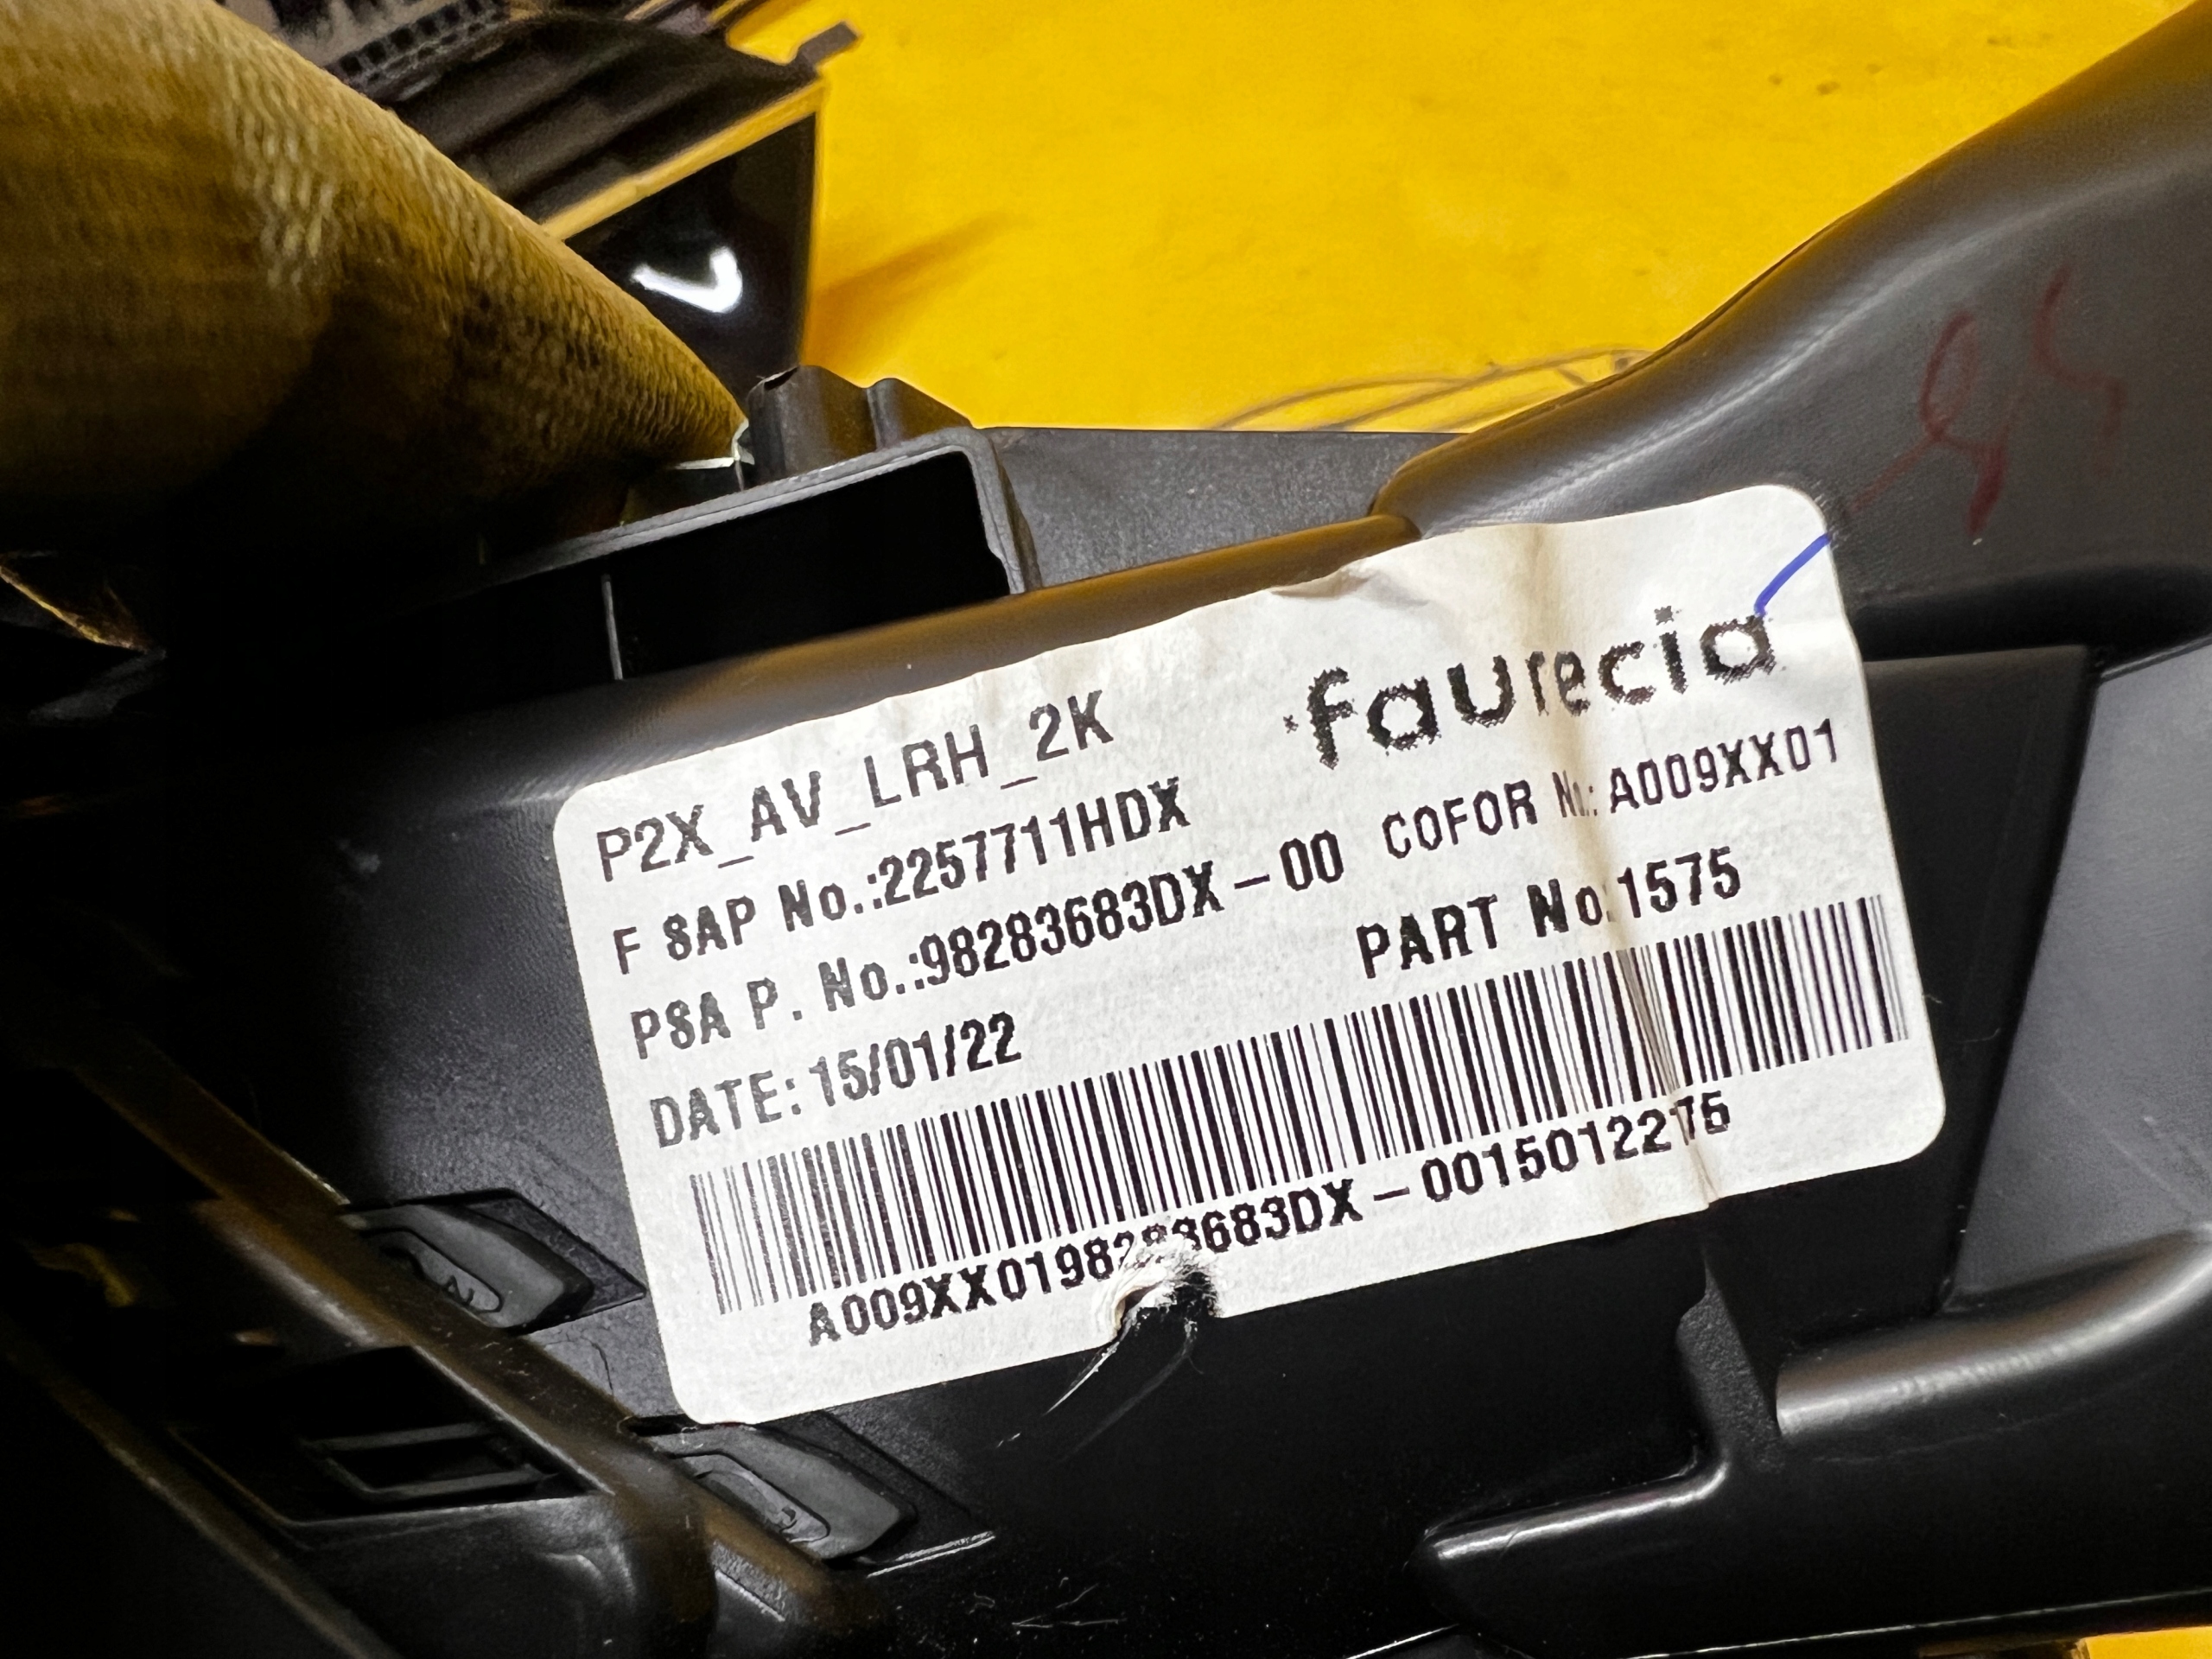 faurecia
P2X_AV_LRH_2K
F SAP No.:2257711HDX COFOR No.: A009XX01
PSA P. No.:98283683DX-00
DATE: 15/01/22 PART No.1575
A009XX0198283683DX-0015012275